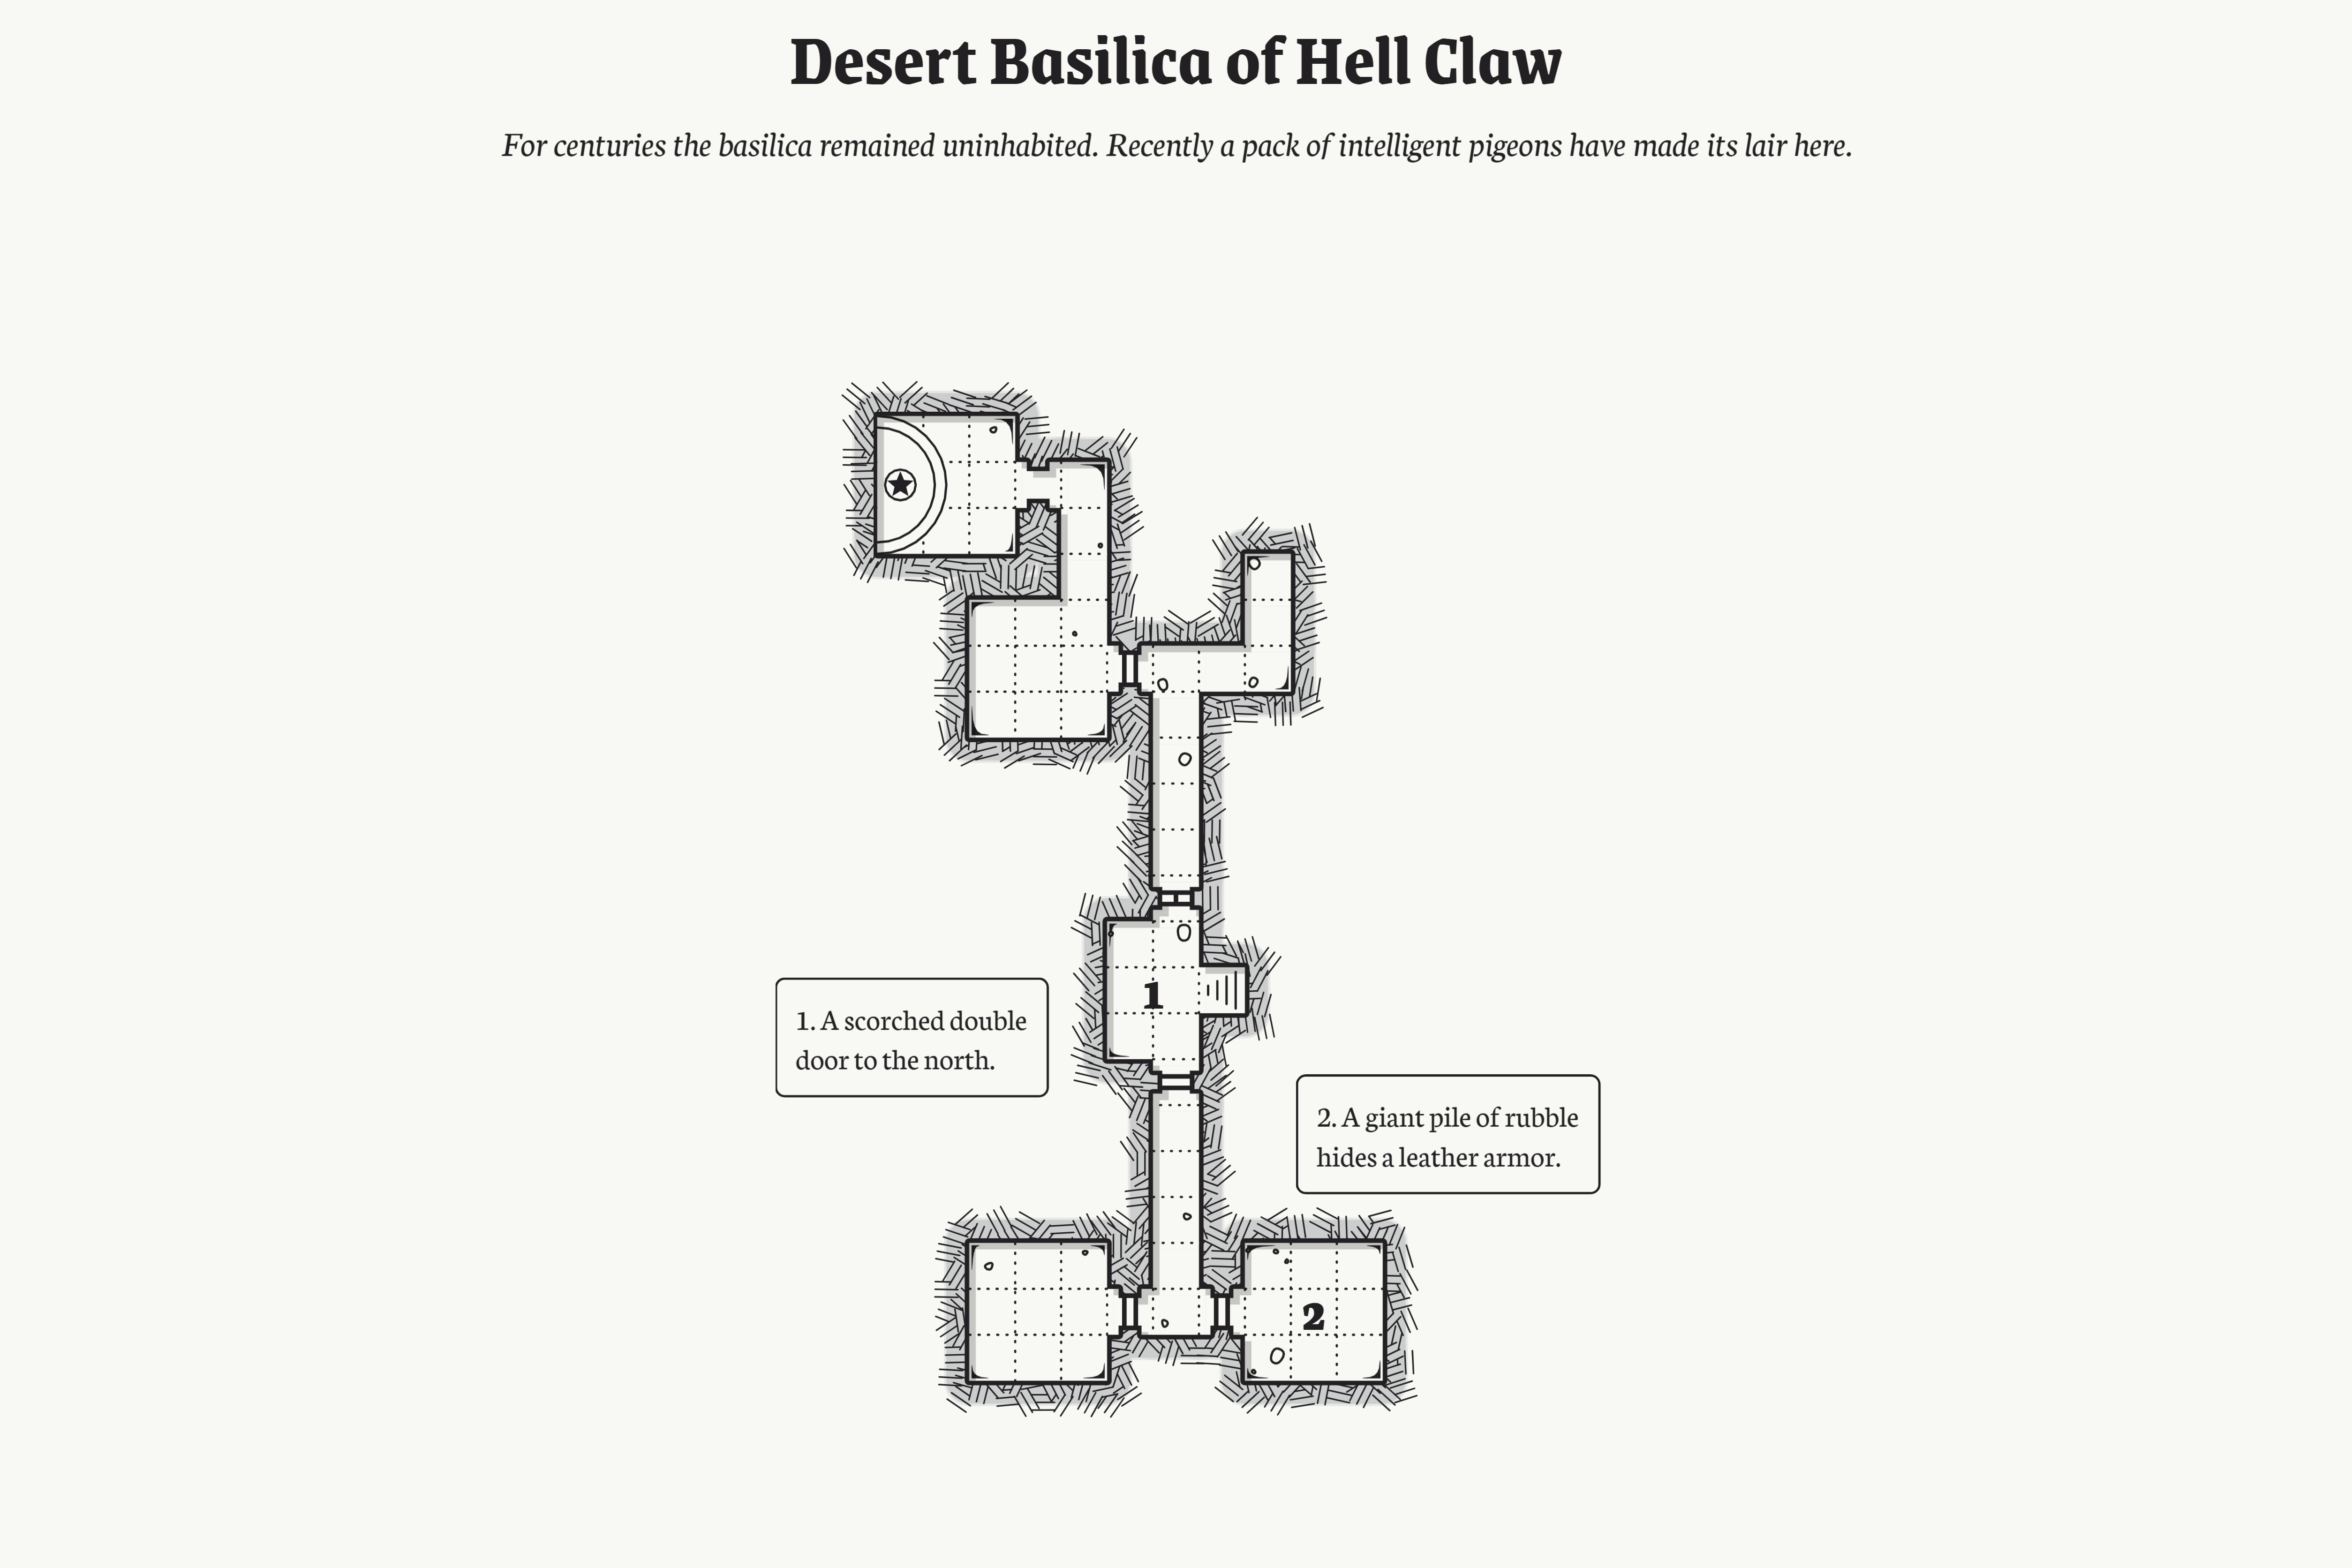 Desert Basilica of Hell Claw
For centuries the basilica remained uninhabited. Recently a pack of intelligent pigeons have made its lair here.
1
1. A scorched double
door to the north.
2. A giant pile of rubble
hides a leather armor.
2